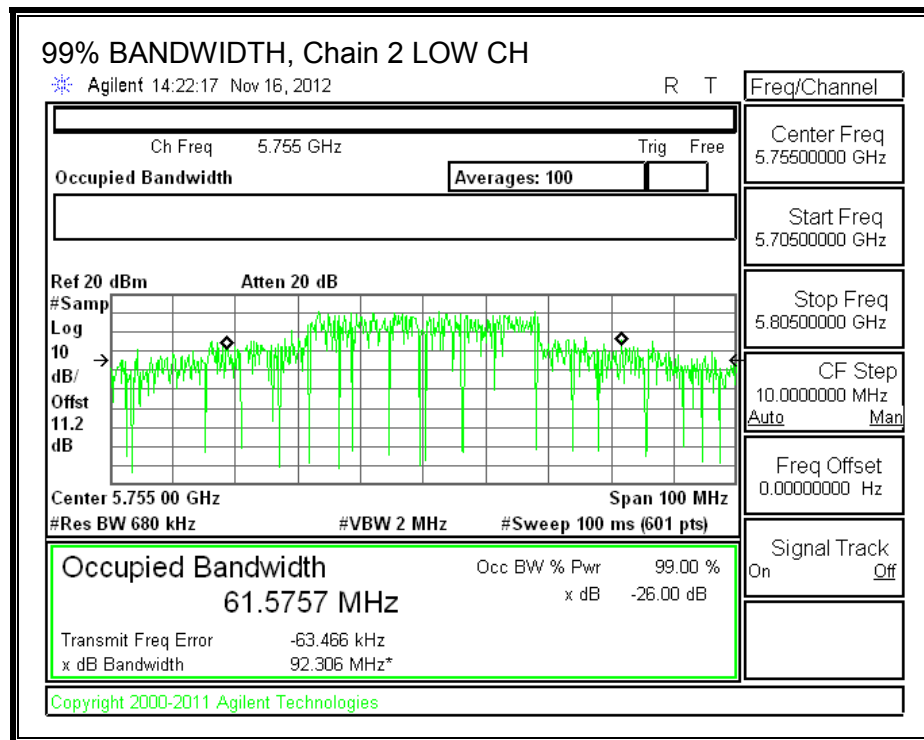 99% BANDWIDTH, Chain 2 LOW CH
Agilent 14:22:17 Nov 16, 2012 R T
Freq/Channel
Ch Freq 5.755 GHz Trig Free
Occupied Bandwidth Averages: 100
Center Freq
5.75500000 GHz
Start Freq
5.70500000 GHz
Ref 20 dBm Atten 20 dB
#Samp
Log
10
dB/
Offst
11.2
dB
Stop Freq
5.80500000 GHz
CF Step
10.0000000 MHz
Auto Man
Center 5.755 00 GHz Span 100 MHz
#Res BW 680 kHz #VBW 2 MHz #Sweep 100 ms (601 pts)
Freq Offset
0.00000000 Hz
Occupied Bandwidth Occ BW % Pwr 99.00 %
61.5757 MHz x dB -26.00 dB
Transmit Freq Error -63.466 kHz
x dB Bandwidth 92.306 MHz*
Signal Track
On Off
Copyright 2000-2011 Agilent Technologies